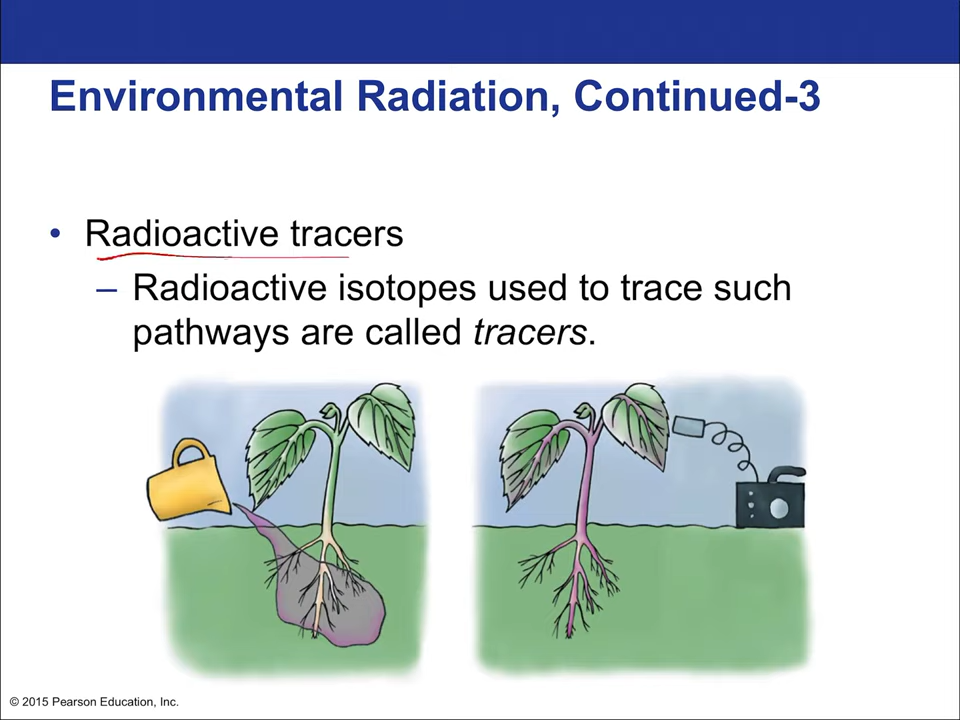 Environmental Radiation, Continued-3
• Radioactive tracers
– Radioactive isotopes used to trace such
pathways are called tracers.
© 2015 Pearson Education, Inc.